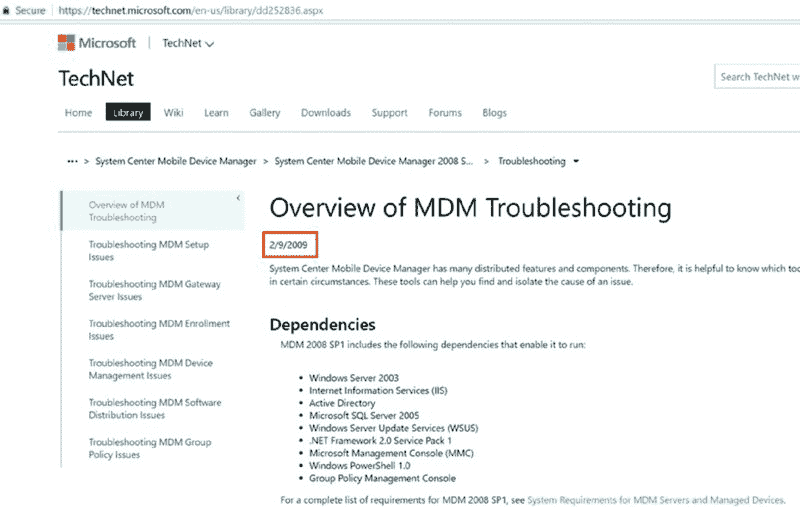 Secure https://technet.microsoft.com/en-us/library/dd252836.aspx
Microsoft TechNet
TechNet
Search TechNet w
Home Library Wiki Learn Gallery Downloads Support Forums Blogs
... > System Center Mobile Device Manager > System Center Mobile Device Manager 2008 S... > Troubleshooting
Overview of MDM
Troubleshooting
Troubleshooting MDM Setup
Issues
Troubleshooting MDM Gateway
Server Issues
Troubleshooting MDM Enrollment
Issues
Troubleshooting MDM Device
Management Issues
Troubleshooting MDM Software
Distribution Issues
Troubleshooting MDM Group
Policy Issues
Overview of MDM Troubleshooting
2/9/2009
System Center Mobile Device Manager has many distributed features and components. Therefore, it is helpful to know which too
in certain circumstances. These tools can help you find and isolate the cause of an issue.
Dependencies
MDM 2008 SP1 includes the following dependencies that enable it to run:
• Windows Server 2003
• Internet Information Services (IIS)
• Active Directory
• Microsoft SQL Server 2005
• Windows Server Update Services (WSUS)
• .NET Framework 2.0 Service Pack 1
• Microsoft Management Console (MMC)
• Windows PowerShell 1.0
• Group Policy Management Console
For a complete list of requirements for MDM 2008 SP1, see System Requirements for MDM Servers and Managed Devices.